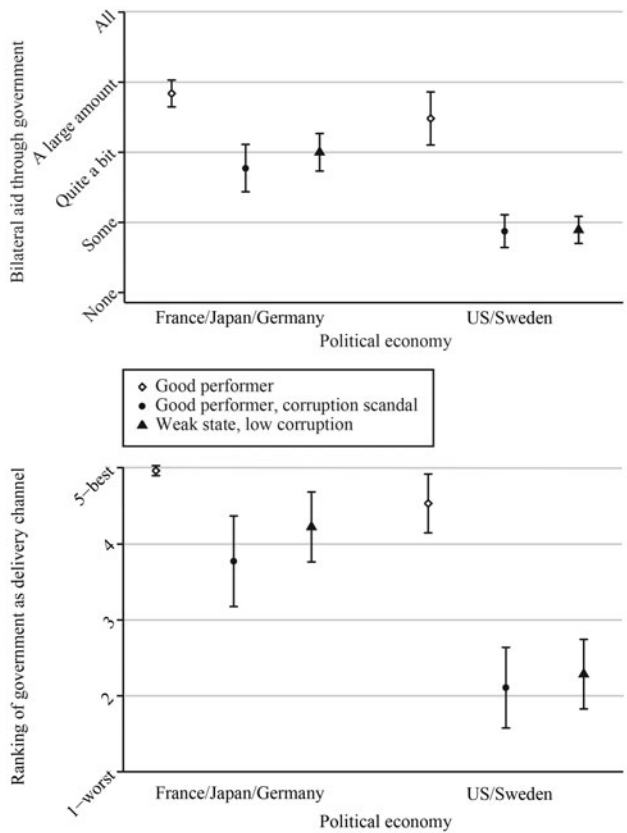 Bilateral aid through government
All
A large amount
Quite a bit
Some
None
France/Japan/Germany
US/Sweden
Political economy
Good performer
Good performer, corruption scandal
Weak state, low corruption
Ranking of government as delivery channel
5−best
4
3
2
1−worst
France/Japan/Germany
US/Sweden
Political economy